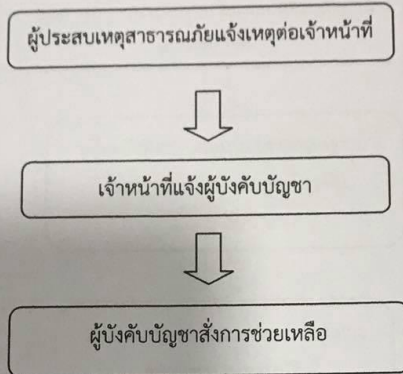 ผู้ประสบเหตุสาธารณภัยแจ้งเหตุต่อเจ้าหน้าที่
เจ้าหน้าที่แจ้งผู้บังคับบัญชา
ผู้บังคับบัญชาสั่งการช่วยเหลือ